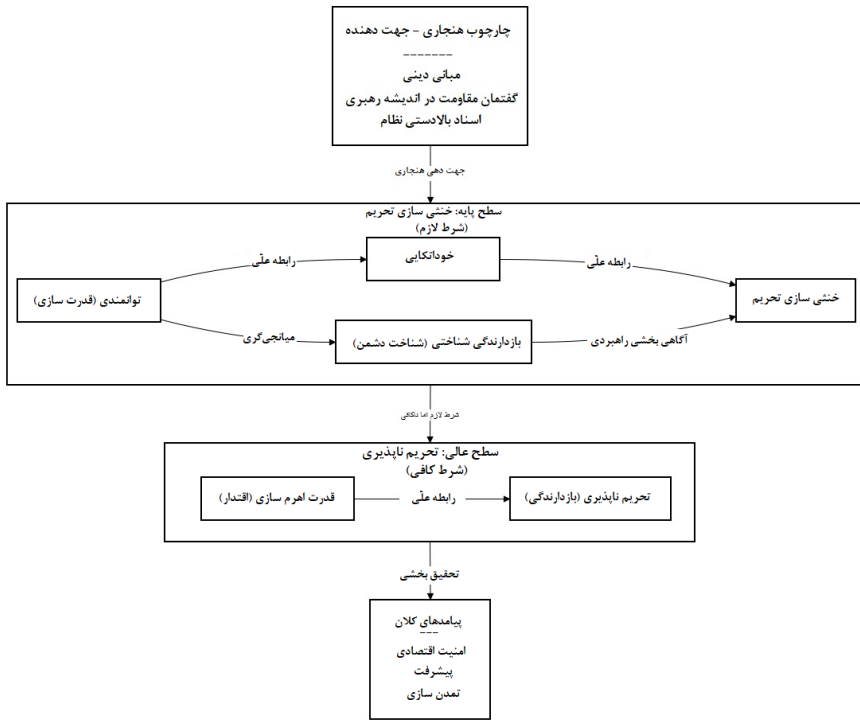 چارچوب هنجاری - جهت دهنده
-------
مبانی دینی
گفتمان مقاومت در اندیشه رهبری
اسناد بالادستی نظام
جهت دهی هنجاری
سطح پایه: خنثی سازی تحریم
(شرط لازم)
خوداتکایی
رابطه علّی
رابطه علّی
توانمندی (قدرت سازی)
خنثی سازی تحریم
میانجی‌گری
بازدارندگی شناختی (شناخت دشمن)
آگاهی بخشی راهبردی
شرط لازم اما ناکافی
سطح عالی: تحریم ناپذیری
(شرط کافی)
قدرت اهرم سازی (اقتدار)
رابطه علّی
تحریم ناپذیری (بازدارندگی)
تحقیق بخشی
پیامدهای کلان
---
امنیت اقتصادی
پیشرفت
تمدن سازی